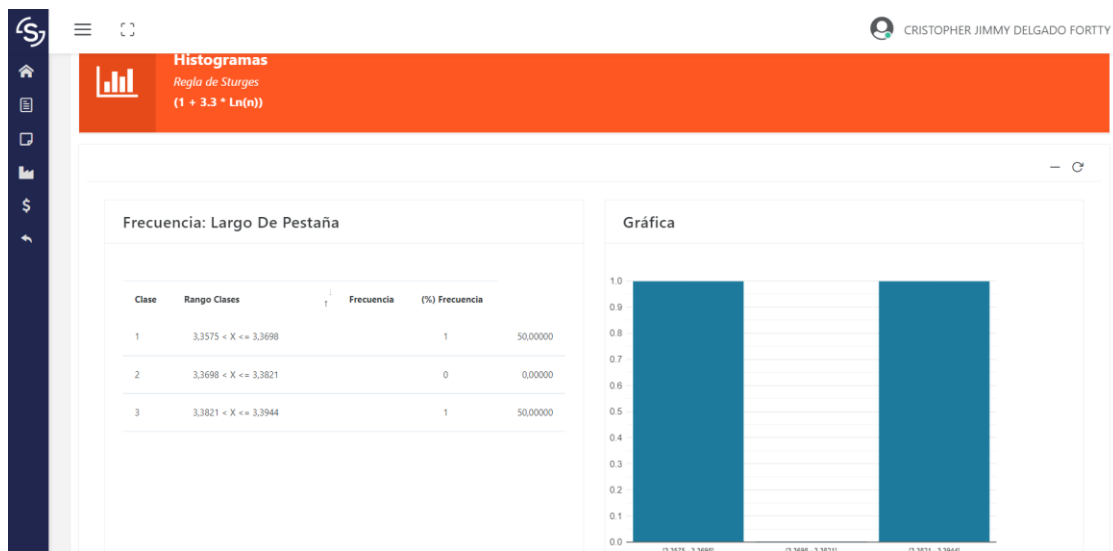 CRISTOPHER JIMMY DELGADO FORTTY
Histogramas
Regla de Sturges
(1 + 3.3 * Ln(n))
Frecuencia: Largo De Pestaña
Clase Rango Clases Frecuencia (%) Frecuencia
1 3,3575 < X <= 3,3698 1 50,00000
2 3,3698 < X <= 3,3821 0 0,00000
3 3,3821 < X <= 3,3944 1 50,00000
Gráfica
1.0
0.9
0.8
0.7
0.6
0.5
0.4
0.3
0.2
0.1
0.0